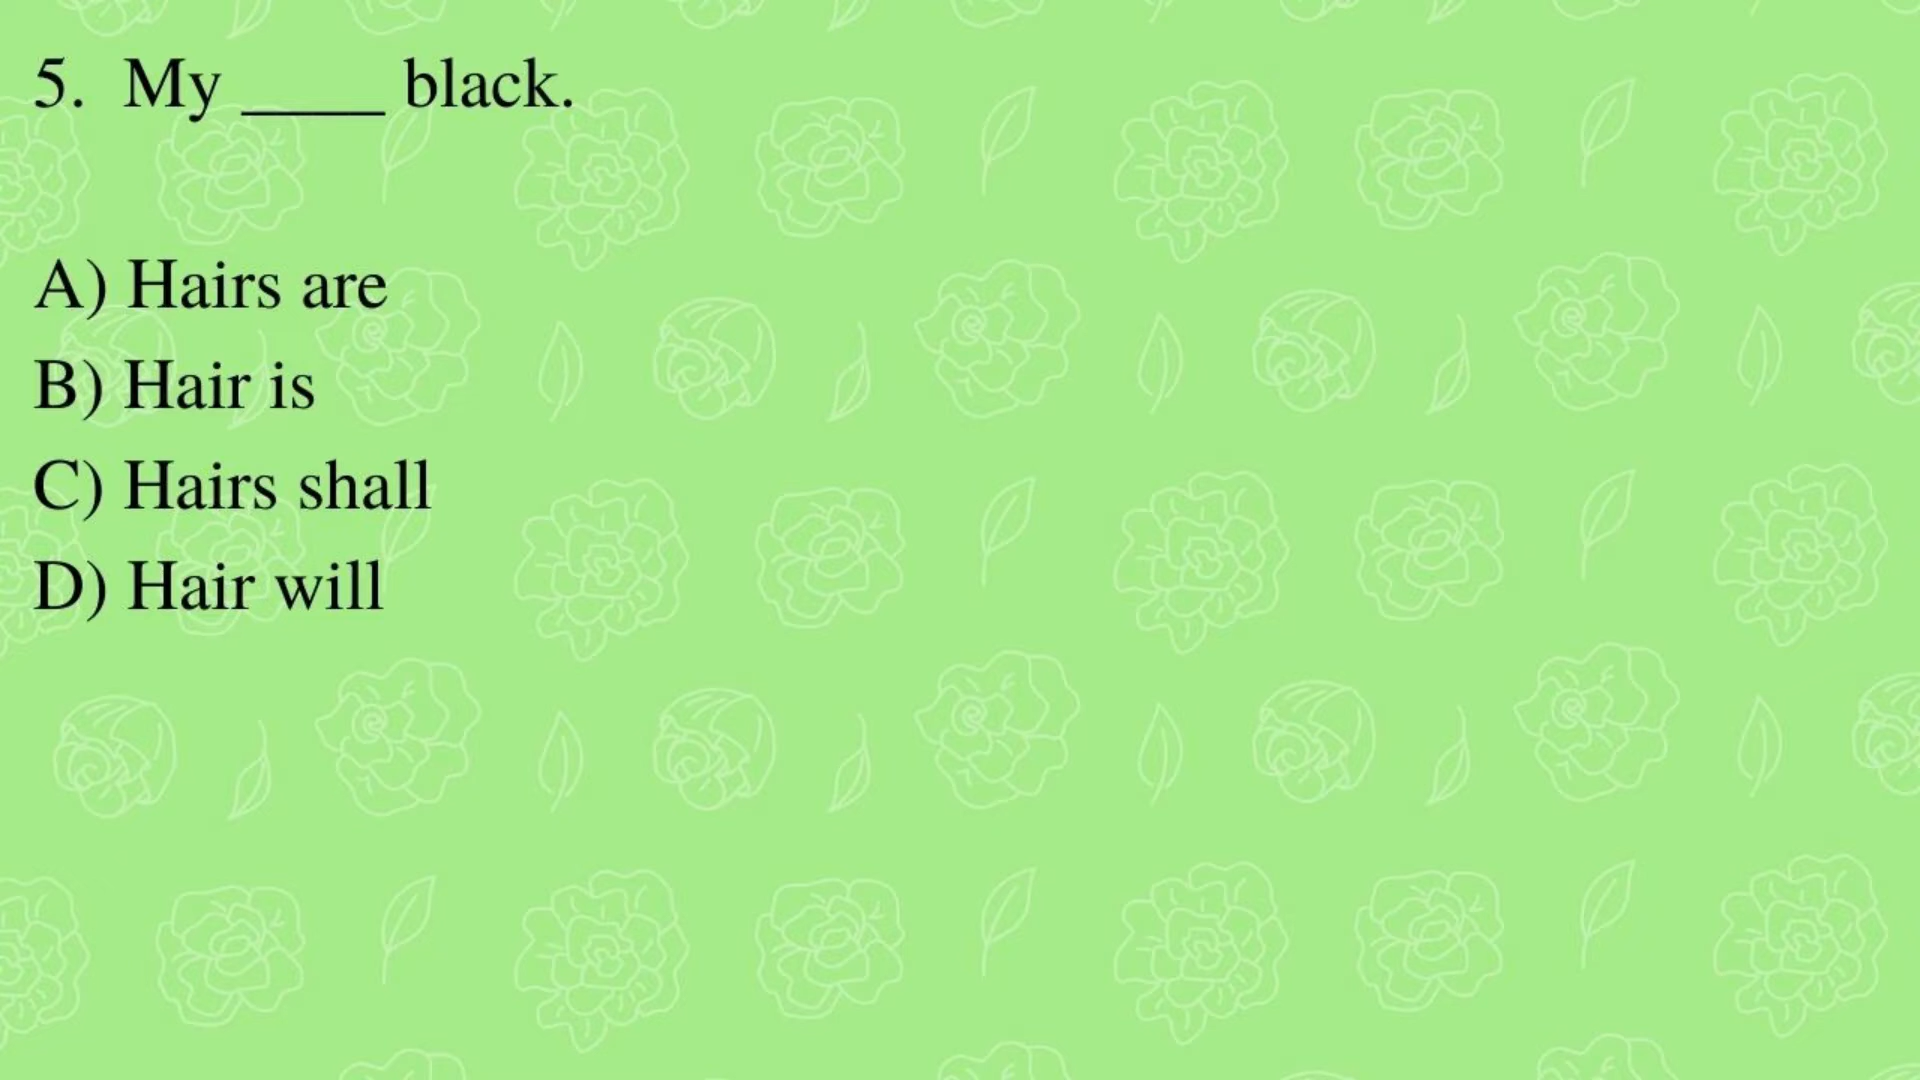 5. My ____ black.
A) Hairs are
B) Hair is
C) Hairs shall
D) Hair will